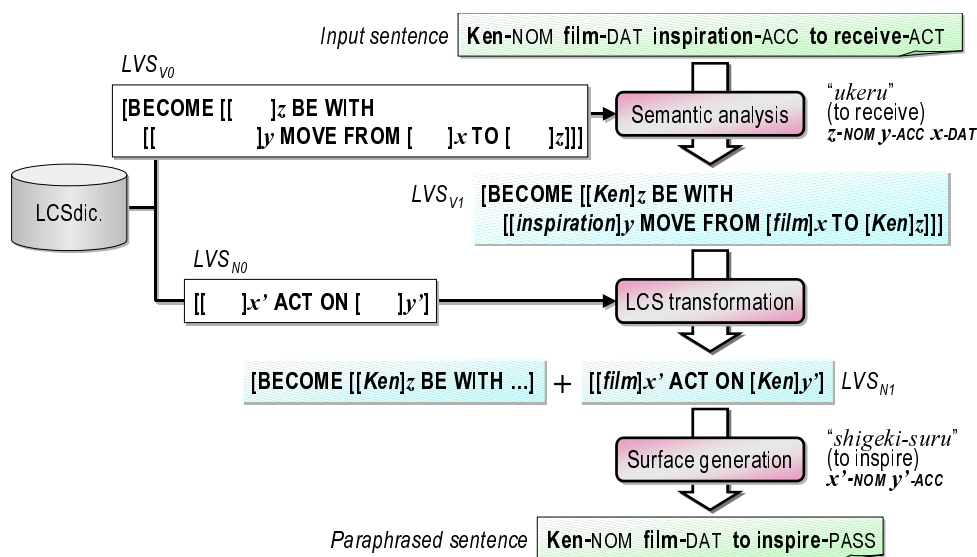 Input sentence Ken-NOM film-DAT inspiration-ACC to receive-ACT
LVS_V0
[BECOME [[ ]z BE WITH
[[ ]y MOVE FROM [ ]x TO [ ]z]]]
Semantic analysis
"ukeru"
(to receive)
z-NOM y-ACC x-DAT
LCSdic.
LVS_V1 [BECOME [[Ken]z BE WITH
[[inspiration]y MOVE FROM [film]x TO [Ken]z]]]
LVS_N0
[[ ]x' ACT ON [ ]y']
LCS transformation
[BECOME [[Ken]z BE WITH ...] + [[film]x' ACT ON [Ken]y'] LVS_N1
Surface generation
"shigeki-suru"
(to inspire)
x'-NOM y'-ACC
Paraphrased sentence Ken-NOM film-DAT to inspire-PASS